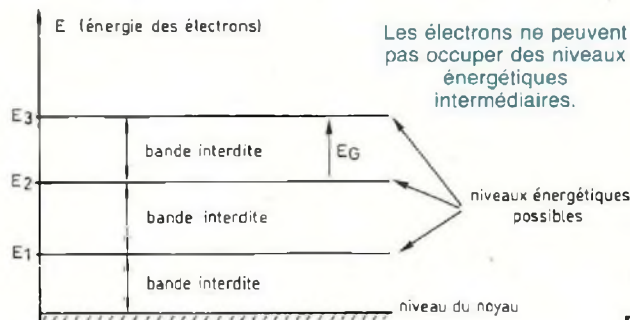 E (énergie des électrons)
Les électrons ne peuvent
pas occuper des niveaux
énergétiques
intermédiaires.
E3
bande interdite
EG
E2
bande interdite
niveaux énergétiques
possibles
E1
bande interdite
niveau du noyau